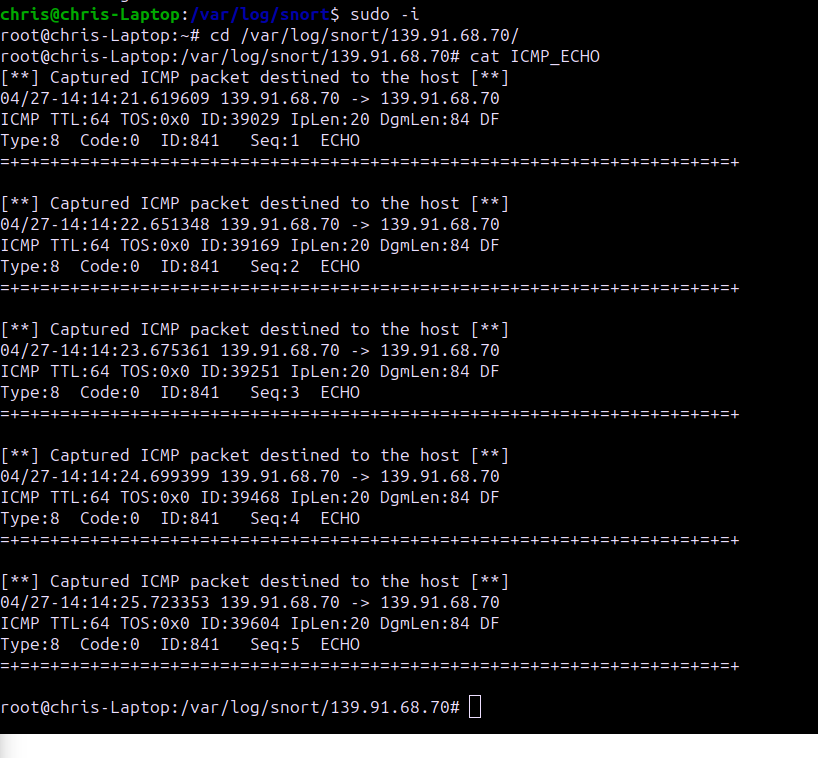 chris@chris-Laptop:/var/log/snort$ sudo -i
root@chris-Laptop:~# cd /var/log/snort/139.91.68.70/
root@chris-Laptop:/var/log/snort/139.91.68.70# cat ICMP_ECHO
[**] Captured ICMP packet destined to the host [**]
04/27-14:14:21.619609 139.91.68.70 -> 139.91.68.70
ICMP TTL:64 TOS:0x0 ID:39029 IpLen:20 DgmLen:84 DF
Type:8  Code:0  ID:841   Seq:1  ECHO
=+=+=+=+=+=+=+=+=+=+=+=+=+=+=+=+=+=+=+=+=+=+=+=+=+=+=+=+=+=+=+=+=+=+=+=+=+

[**] Captured ICMP packet destined to the host [**]
04/27-14:14:22.651348 139.91.68.70 -> 139.91.68.70
ICMP TTL:64 TOS:0x0 ID:39169 IpLen:20 DgmLen:84 DF
Type:8  Code:0  ID:841   Seq:2  ECHO
=+=+=+=+=+=+=+=+=+=+=+=+=+=+=+=+=+=+=+=+=+=+=+=+=+=+=+=+=+=+=+=+=+=+=+=+=+

[**] Captured ICMP packet destined to the host [**]
04/27-14:14:23.675361 139.91.68.70 -> 139.91.68.70
ICMP TTL:64 TOS:0x0 ID:39251 IpLen:20 DgmLen:84 DF
Type:8  Code:0  ID:841   Seq:3  ECHO
=+=+=+=+=+=+=+=+=+=+=+=+=+=+=+=+=+=+=+=+=+=+=+=+=+=+=+=+=+=+=+=+=+=+=+=+=+

[**] Captured ICMP packet destined to the host [**]
04/27-14:14:24.699399 139.91.68.70 -> 139.91.68.70
ICMP TTL:64 TOS:0x0 ID:39468 IpLen:20 DgmLen:84 DF
Type:8  Code:0  ID:841   Seq:4  ECHO
=+=+=+=+=+=+=+=+=+=+=+=+=+=+=+=+=+=+=+=+=+=+=+=+=+=+=+=+=+=+=+=+=+=+=+=+=+

[**] Captured ICMP packet destined to the host [**]
04/27-14:14:25.723353 139.91.68.70 -> 139.91.68.70
ICMP TTL:64 TOS:0x0 ID:39604 IpLen:20 DgmLen:84 DF
Type:8  Code:0  ID:841   Seq:5  ECHO
=+=+=+=+=+=+=+=+=+=+=+=+=+=+=+=+=+=+=+=+=+=+=+=+=+=+=+=+=+=+=+=+=+=+=+=+=+

root@chris-Laptop:/var/log/snort/139.91.68.70#